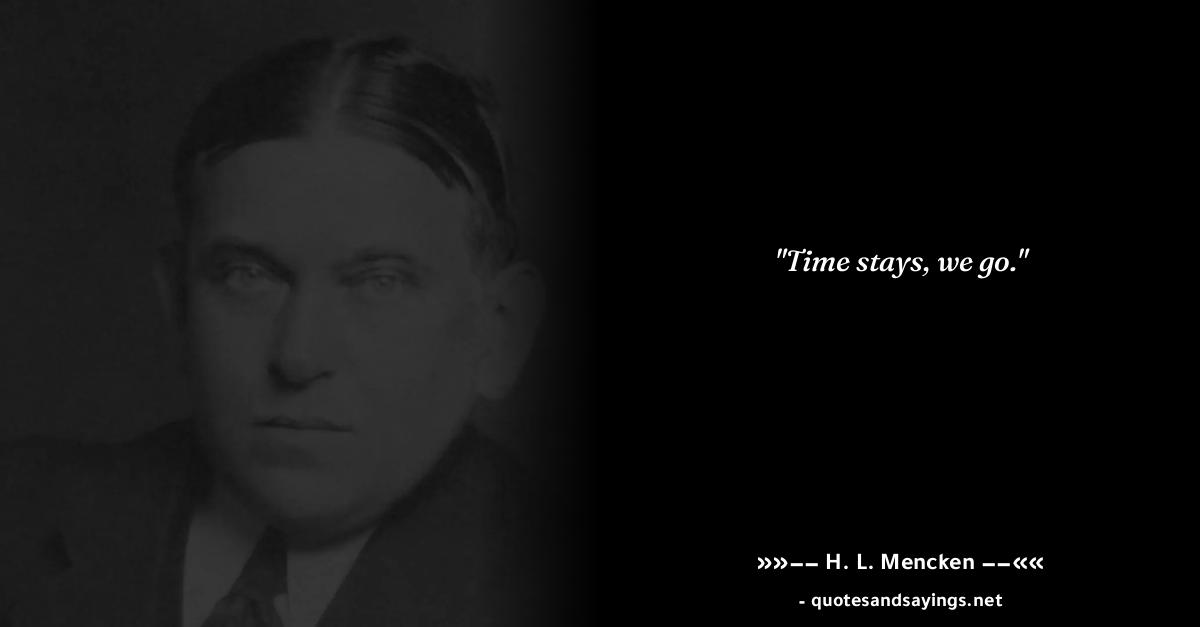 "Time stays, we go."
»»–– H. L. Mencken ––««
- quotesandsayings.net